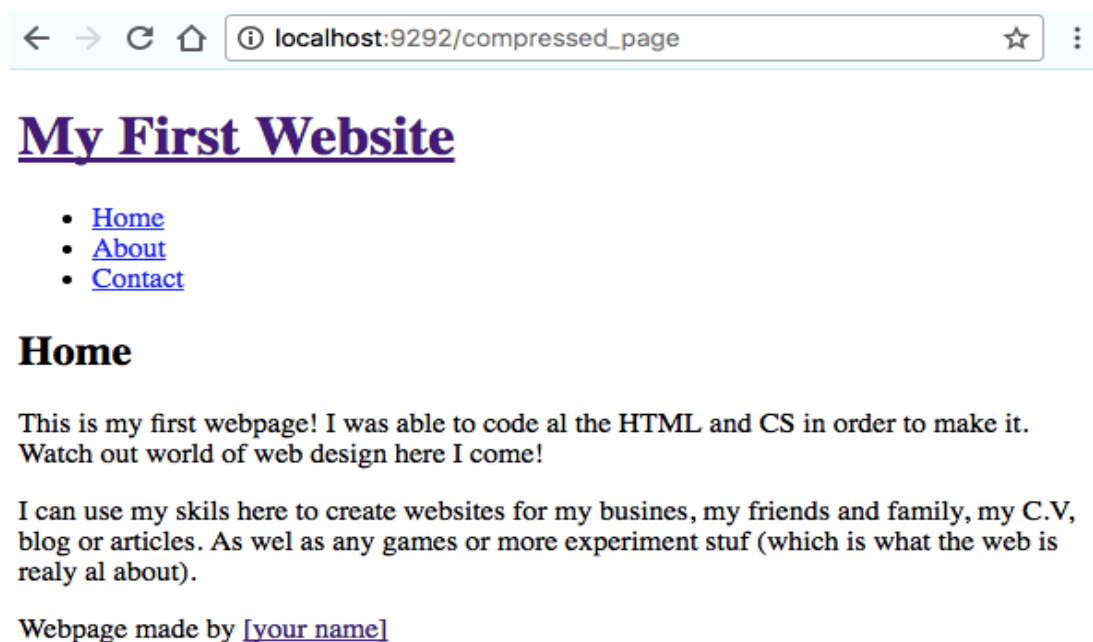 localhost:9292/compressed_page
My First Website
Home
About
Contact
Home
This is my first webpage! I was able to code al the HTML and CS in order to make it.
Watch out world of web design here I come!
I can use my skils here to create websites for my busines, my friends and family, my C.V,
blog or articles. As wel as any games or more experiment stuf (which is what the web is
realy al about).
Webpage made by [your name]